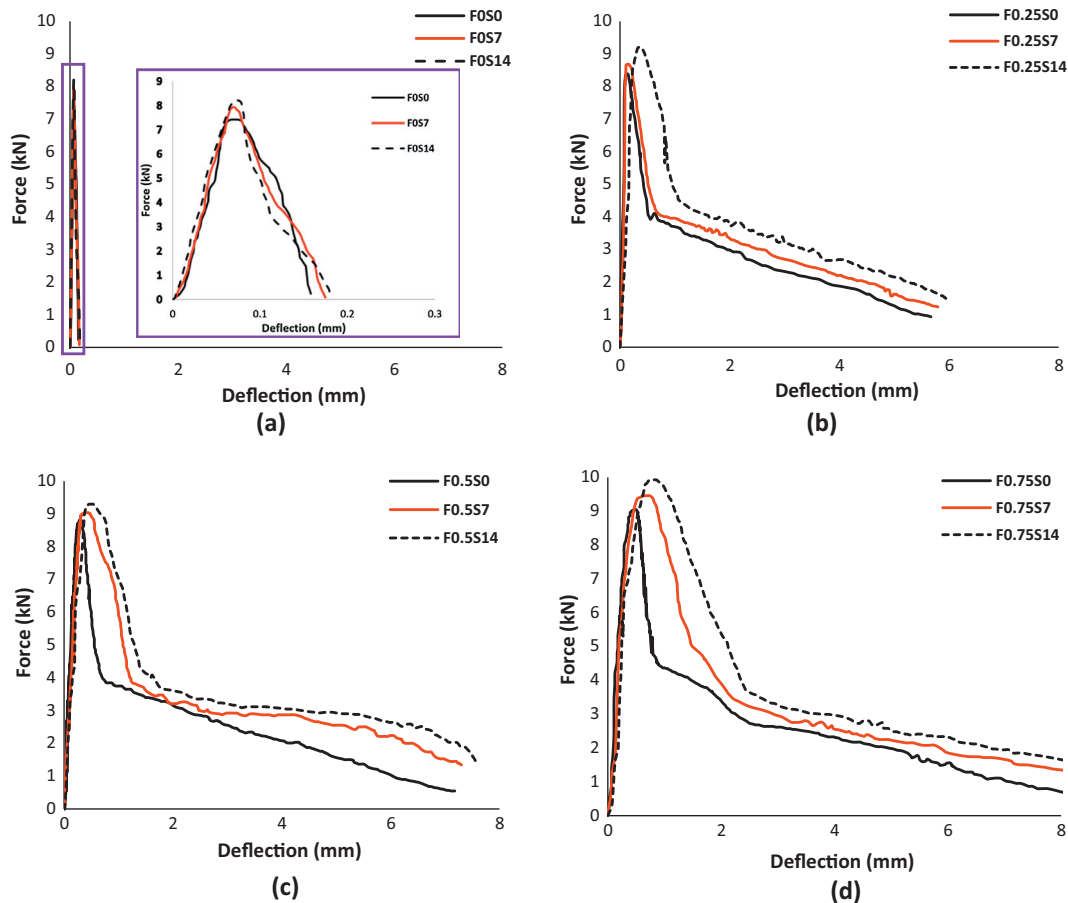 10
9
8
7
6
5
4
3
2
1
0
Force (kN)
F0S0
F0S7
F0S14
9
8
7
6
5
4
3
2
1
0
Force (kN)
F0S0
F0S7
F0S14
0 0.1 0.2 0.3
Deflection (mm)
0 2 4 6 8
Deflection (mm)
(a)
10
9
8
7
6
5
4
3
2
1
0
Force (kN)
F0.25S0
F0.25S7
F0.25S14
0 2 4 6 8
Deflection (mm)
(b)
10
9
8
7
6
5
4
3
2
1
0
Force (kN)
F0.5S0
F0.5S7
F0.5S14
0 2 4 6 8
Deflection (mm)
(c)
10
9
8
7
6
5
4
3
2
1
0
Force (kN)
F0.75S0
F0.75S7
F0.75S14
0 2 4 6 8
Deflection (mm)
(d)